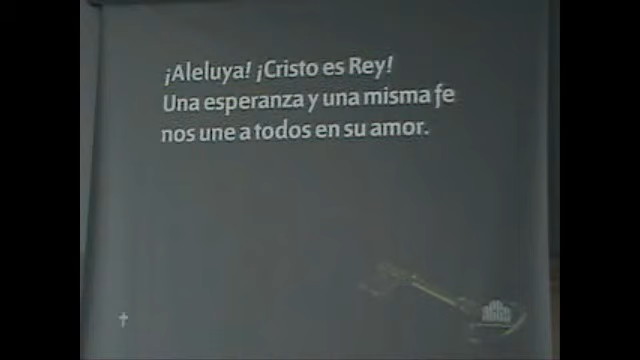 ¡Aleluya! ¡Cristo es Rey!
Una esperanza y una misma fe
nos une a todos en su amor.